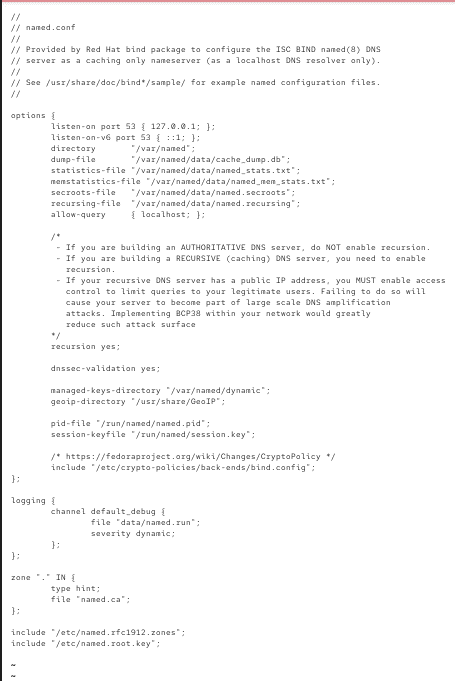 //
// named.conf
//
// Provided by Red Hat bind package to configure the ISC BIND named(8) DNS
// server as a caching only nameserver (as a localhost DNS resolver only).
//
// See /usr/share/doc/bind*/sample/ for example named configuration files.
//
options {
        listen-on port 53 { 127.0.0.1; };
        listen-on-v6 port 53 { ::1; };
        directory       "/var/named";
        dump-file       "/var/named/data/cache_dump.db";
        statistics-file "/var/named/data/named_stats.txt";
        memstatistics-file "/var/named/data/named_mem_stats.txt";
        secroots-file   "/var/named/data/named.secroots";
        recursing-file  "/var/named/data/named.recursing";
        allow-query     { localhost; };
        /*
         - If you are building an AUTHORITATIVE DNS server, do NOT enable recursion.
         - If you are building a RECURSIVE (caching) DNS server, you need to enable
           recursion.
         - If your recursive DNS server has a public IP address, you MUST enable access
           control to limit queries to your legitimate users. Failing to do so will
           cause your server to become part of large scale DNS amplification
           attacks. Implementing BCP38 within your network would greatly
           reduce such attack surface
        */
        recursion yes;
        dnssec-validation yes;
        managed-keys-directory "/var/named/dynamic";
        geoip-directory "/usr/share/GeoIP";
        pid-file "/run/named/named.pid";
        session-keyfile "/run/named/session.key";
        /* https://fedoraproject.org/wiki/Changes/CryptoPolicy */
        include "/etc/crypto-policies/back-ends/bind.config";
};
logging {
        channel default_debug {
                file "data/named.run";
                severity dynamic;
        };
};
zone "." IN {
        type hint;
        file "named.ca";
};
include "/etc/named.rfc1912.zones";
include "/etc/named.root.key";
~
~